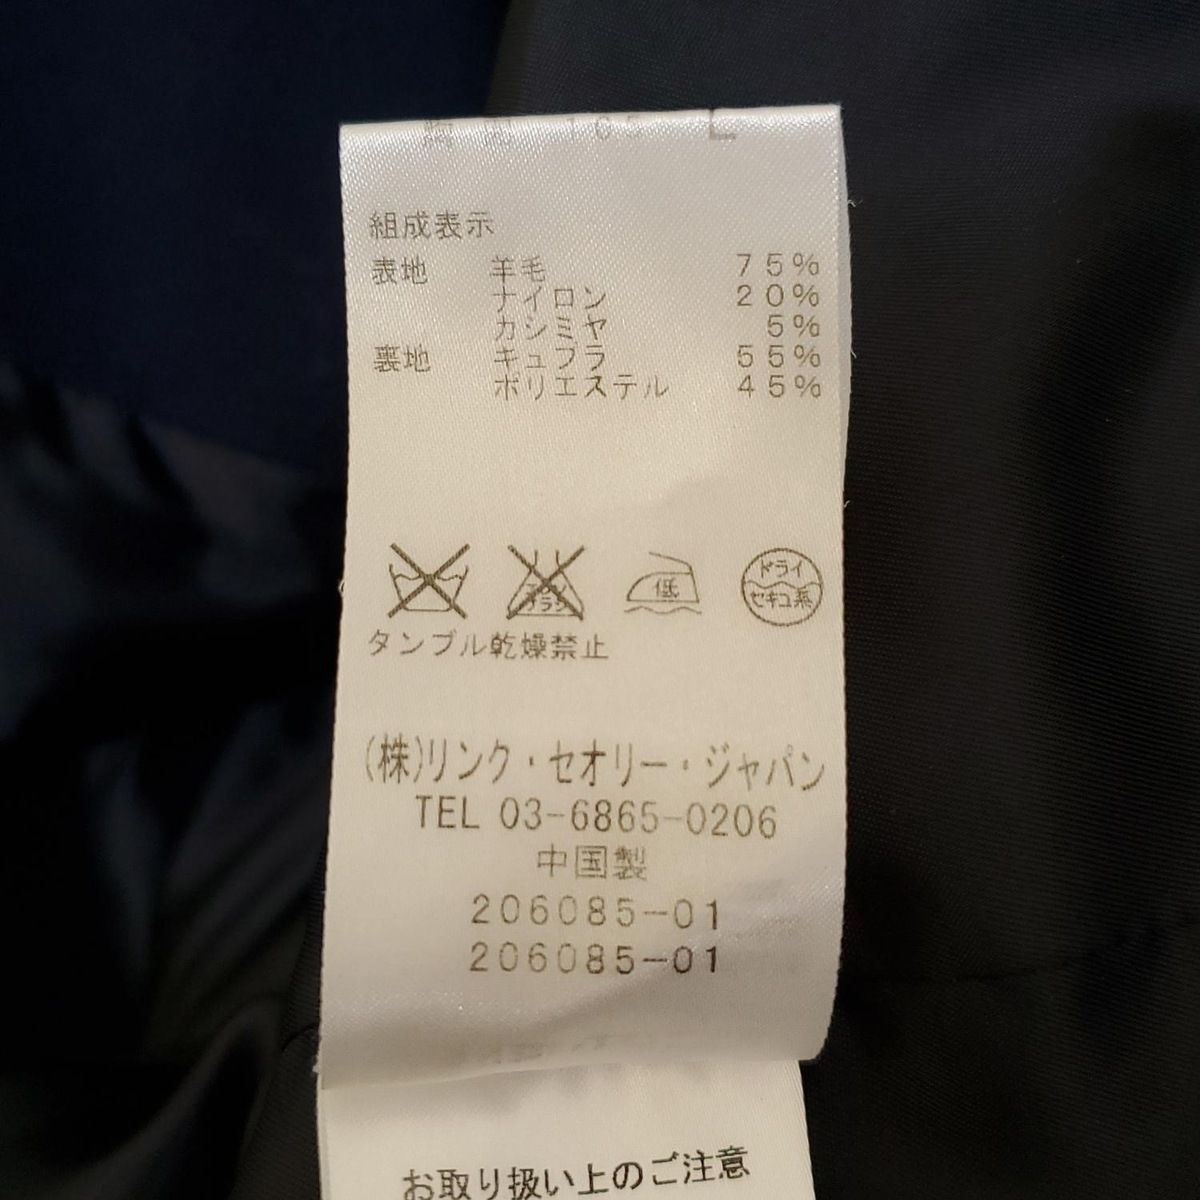 L
組成表示
表地 羊毛 75%
ナイロン 20%
カシミヤ 5%
裏地 キュプラ 55%
ポリエステル 45%
低
ドライ
セキユ系
タンブル乾燥禁止
(株)リンク・セオリー・ジャパン
TEL 03-6865-0206
中国製
206085-01
206085-01
お取り扱い上のご注意